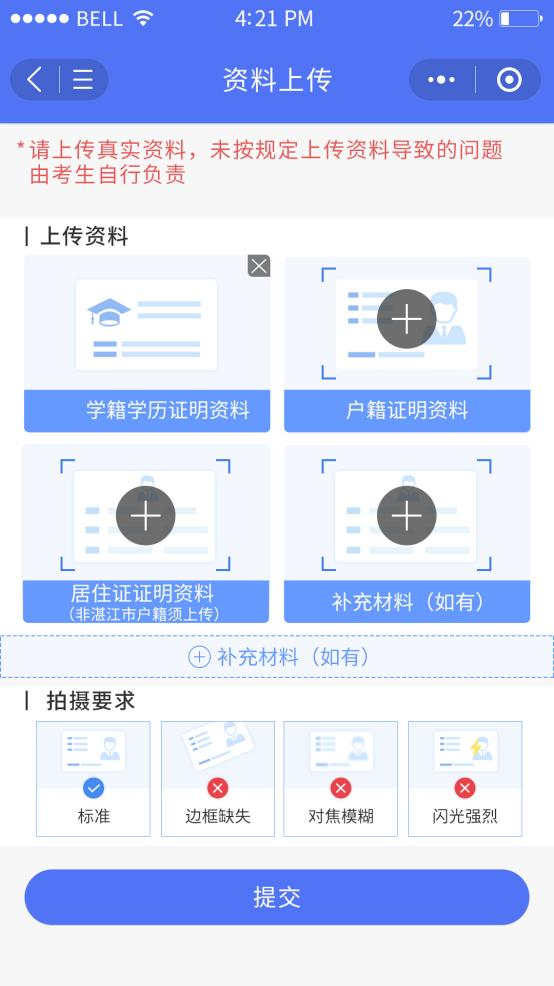 BELL 4:21 PM 22%
资料上传
*请上传真实资料，未按规定上传资料导致的问题
由考生自行负责
上传资料
学籍学历证明资料
户籍证明资料
居住证证明资料
（非湛江市户籍须上传）
补充材料（如有）
补充材料（如有）
拍摄要求
标准
边框缺失
对焦模糊
闪光强烈
提交